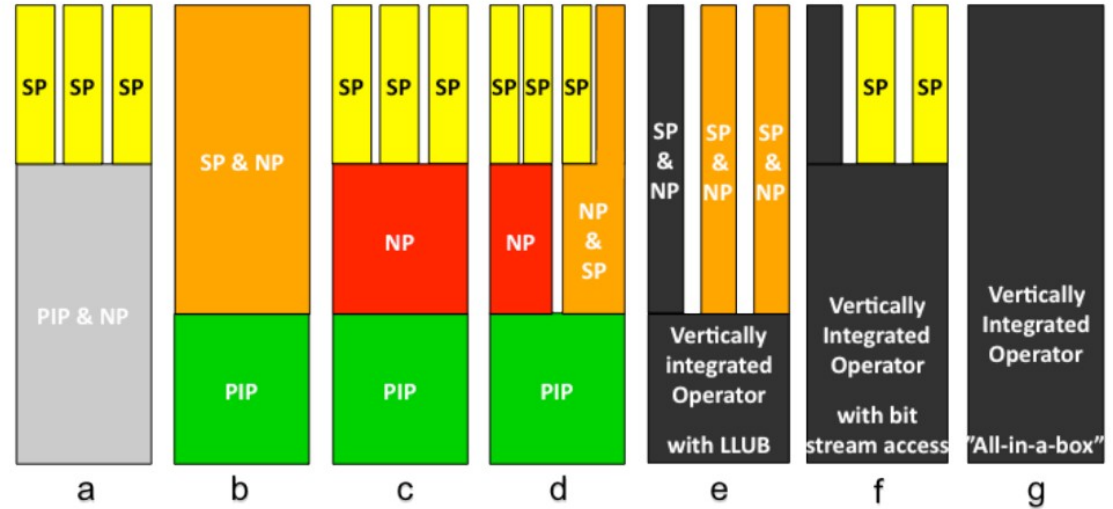 SP SP SP
PIP & NP
a
SP & NP
PIP
b
SP SP SP
NP
PIP
c
SP SP SP
NP
NP
&
SP
PIP
d
SP
&
NP
SP
&
NP
SP
&
NP
Vertically
integrated
Operator
with LLUB
e
SP SP
Vertically
Integrated
Operator
with bit
stream access
f
Vertically
Integrated
Operator
"All-in-a-box"
g